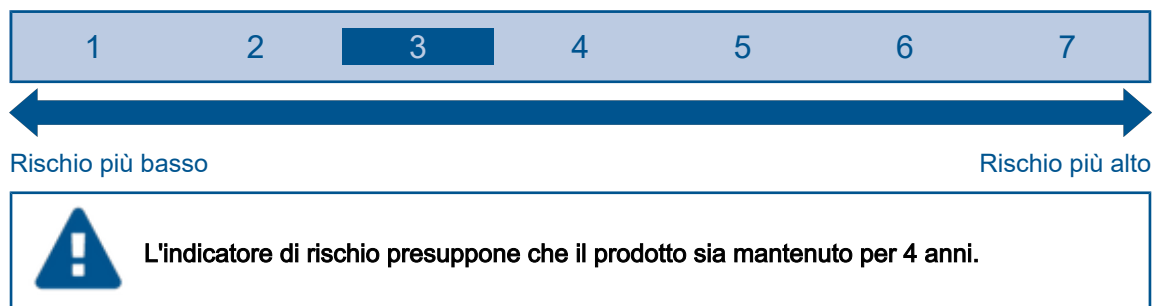 1 2 3 4 5 6 7
Rischio più basso Rischio più alto
L'indicatore di rischio presuppone che il prodotto sia mantenuto per 4 anni.